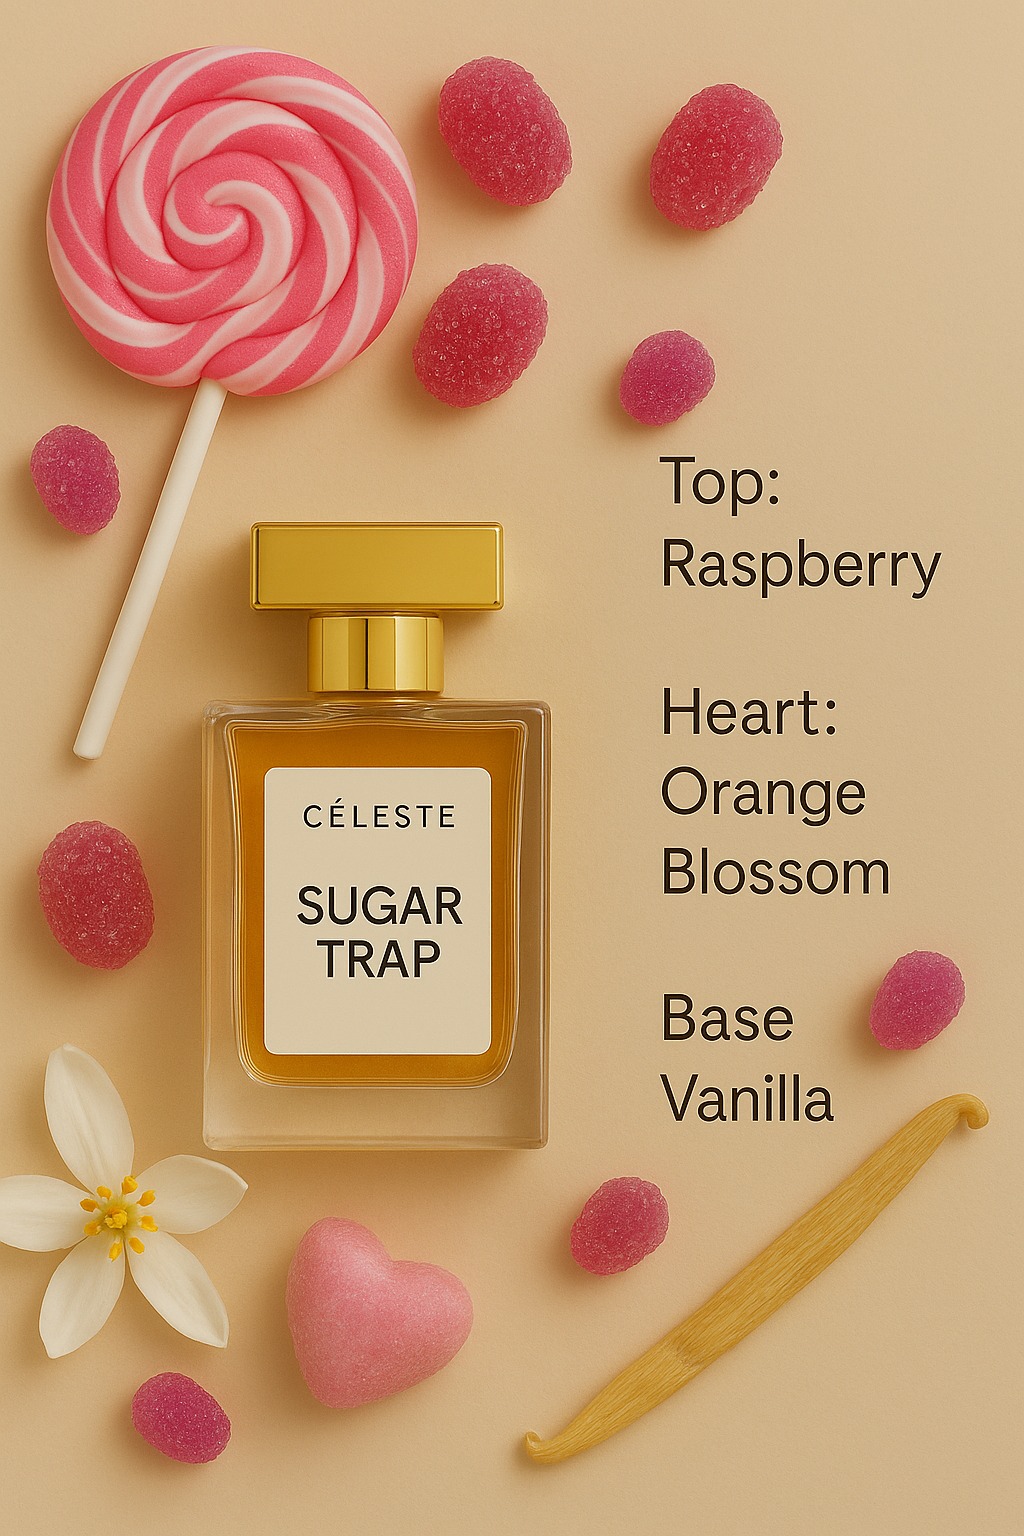 CÉLESTE
SUGAR
TRAP
Top:
Raspberry
Heart:
Orange
Blossom
Base
Vanilla